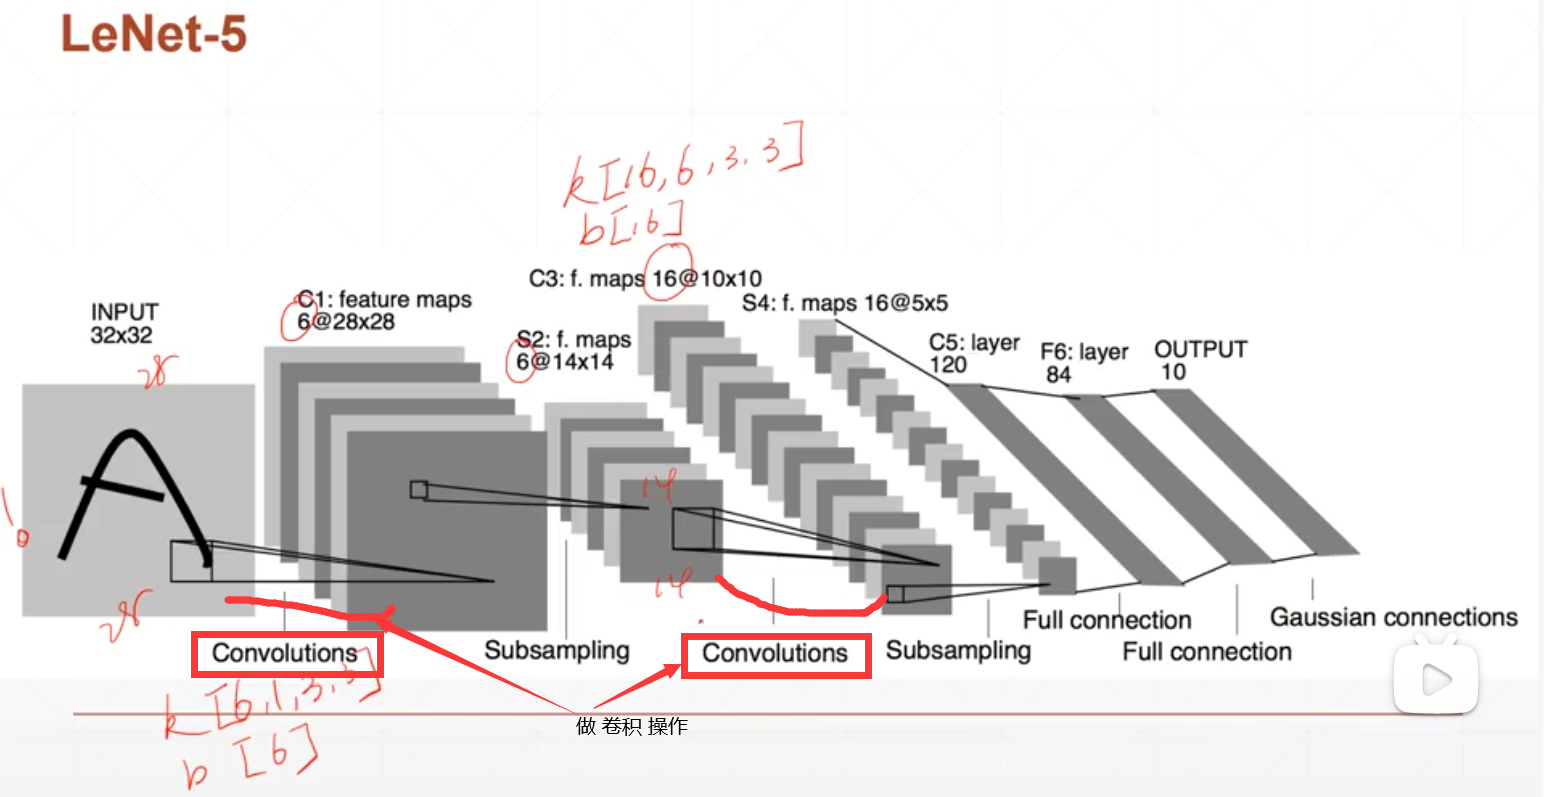 LeNet-5
k [16, 6, 3, 3]
b [16]
C3: f. maps 16@10x10
INPUT
32x32
C1: feature maps
6@28x28
S2: f. maps
6@14x14
S4: f. maps 16@5x5
C5: layer
120
F6: layer
84
OUTPUT
10
28
28
14
14
Convolutions
Subsampling
Convolutions
Subsampling
Full connection
Full connection
Gaussian connections
k [6, 1, 3, 3]
b [6]
做 卷积 操作